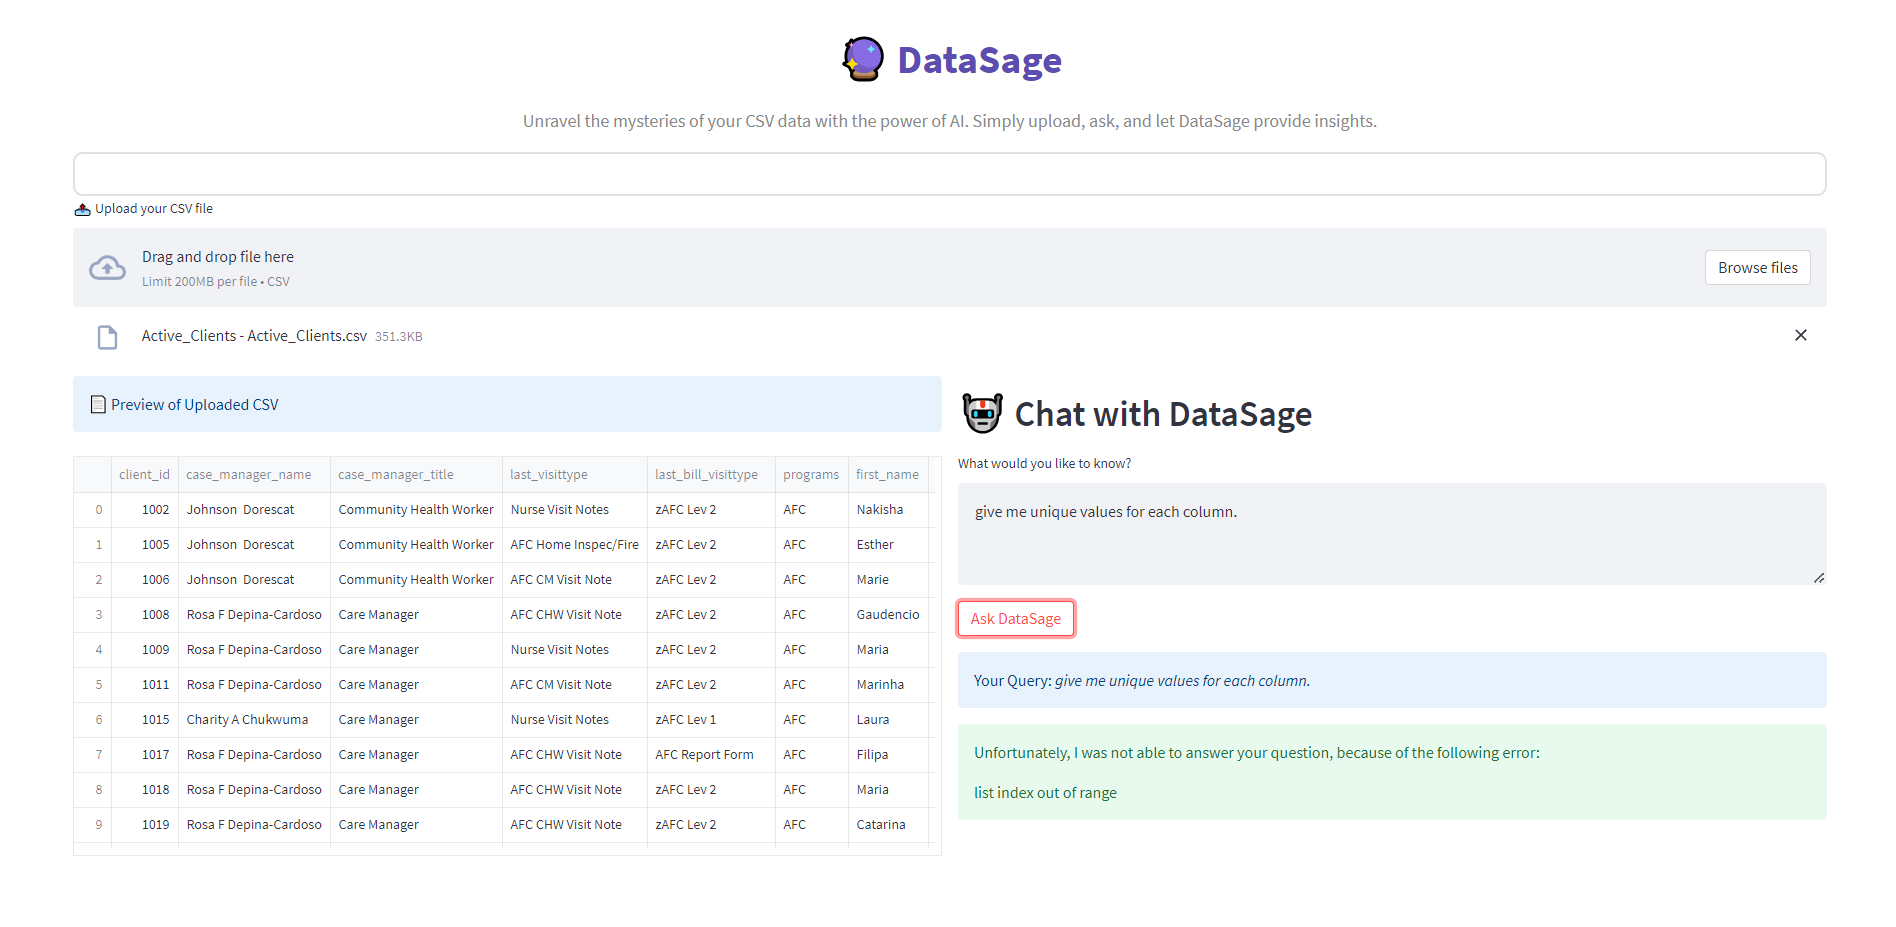 DataSage
Unravel the mysteries of your CSV data with the power of AI. Simply upload, ask, and let DataSage provide insights.
Upload your CSV file
Drag and drop file here
Limit 200MB per file • CSV
Browse files
Active_Clients - Active_Clients.csv 351.3KB
Preview of Uploaded CSV
client_id case_manager_name case_manager_title last_visittype last_bill_visittype programs first_name
0 1002 Johnson  Dorescat Community Health Worker Nurse Visit Notes zAFC Lev 2 AFC Nakisha
1 1005 Johnson  Dorescat Community Health Worker AFC Home Inspec/Fire zAFC Lev 2 AFC Esther
2 1006 Johnson  Dorescat Community Health Worker AFC CM Visit Note zAFC Lev 2 AFC Marie
3 1008 Rosa F Depina-Cardoso Care Manager AFC CHW Visit Note zAFC Lev 2 AFC Gaudencio
4 1009 Rosa F Depina-Cardoso Care Manager Nurse Visit Notes zAFC Lev 2 AFC Maria
5 1011 Rosa F Depina-Cardoso Care Manager AFC CM Visit Note zAFC Lev 2 AFC Marinha
6 1015 Charity A Chukwuma Care Manager Nurse Visit Notes zAFC Lev 1 AFC Laura
7 1017 Rosa F Depina-Cardoso Care Manager AFC CHW Visit Note AFC Report Form AFC Filipa
8 1018 Rosa F Depina-Cardoso Care Manager AFC CHW Visit Note zAFC Lev 2 AFC Maria
9 1019 Rosa F Depina-Cardoso Care Manager AFC CHW Visit Note zAFC Lev 2 AFC Catarina
Chat with DataSage
What would you like to know?
give me unique values for each column.
Ask DataSage
Your Query: give me unique values for each column.
Unfortunately, I was not able to answer your question, because of the following error:
list index out of range